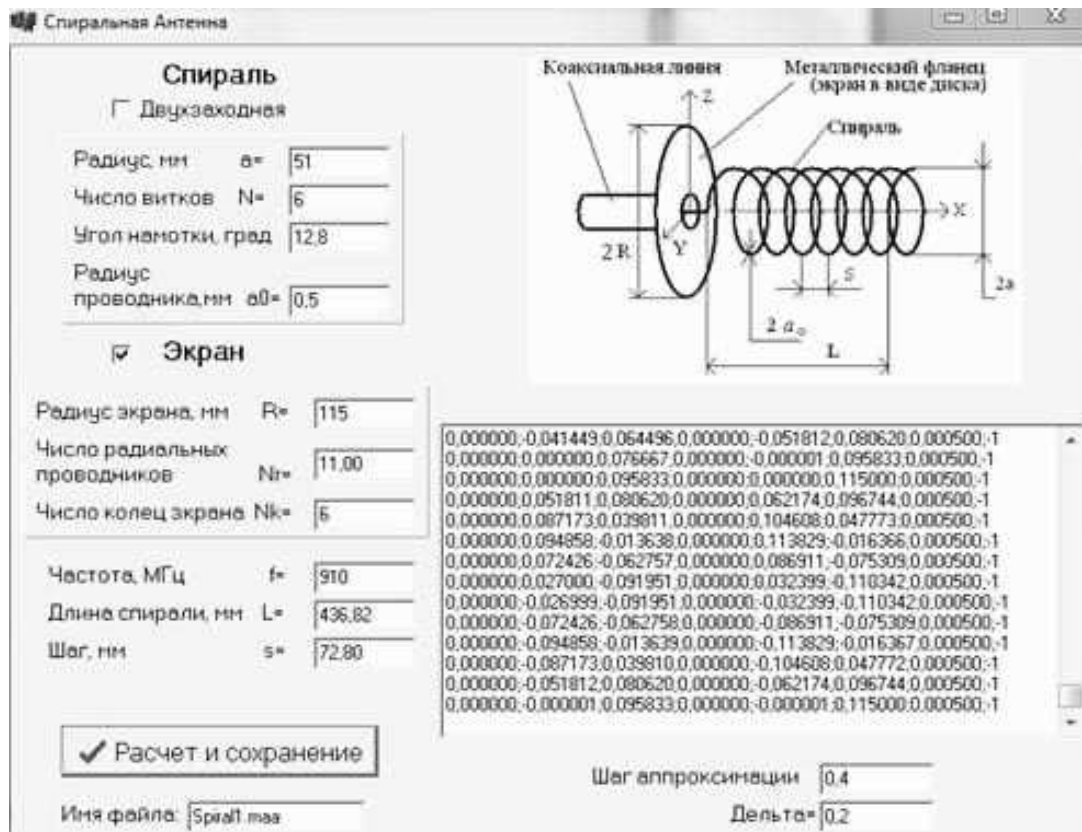 Спиральная Антенна
Спираль
Двухзаходная
Радиус, мм a= 51
Число витков N= 6
Угол намотки, град 12,8
Радиус
проводника,мм a0= 0,5
Экран
Радиус экрана, мм R= 115
Число радиальных
проводников Nr= 11,00
Число колец экрана Nk= 6
Частота, МГц f= 910
Длина спирали, мм L= 436,82
Шаг, мм s= 72,80
Расчет и сохранение
Имя файла: Spiral1.maa
Коаксиальная линия
Металлический фланец
(экран в виде диска)
Спираль
Z
X
Y
2R
S
2a
2 a₀
L
0,000000;-0,041449;0,064496;0,000000;-0,051812;0,080620;0,000500;-1
0,000000;0,000000;0,076667;0,000000;-0,000001;0,095833;0,000500;-1
0,000000;0,000000;0,095833;0,000000;0,000000;0,115000;0,000500;-1
0,000000;0,051811;0,080620;0,000000;0,062174;0,096744;0,000500;-1
0,000000;0,087173;0,039811;0,000000;0,104608;0,047773;0,000500;-1
0,000000;0,094858;-0,013638;0,000000;0,113829;-0,016366;0,000500;-1
0,000000;0,072426;-0,062757;0,000000;0,086911;-0,075309;0,000500;-1
0,000000;0,027000;-0,091951;0,000000;0,032399;-0,110342;0,000500;-1
0,000000;-0,026999;-0,091951;0,000000;-0,032399;-0,110342;0,000500;-1
0,000000;-0,072426;-0,062758;0,000000;-0,086911;-0,075309;0,000500;-1
0,000000;-0,094858;-0,013639;0,000000;-0,113829;-0,016367;0,000500;-1
0,000000;-0,087173;0,039810;0,000000;-0,104608;0,047772;0,000500;-1
0,000000;-0,051812;0,080620;0,000000;-0,062174;0,096744;0,000500;-1
0,000000;-0,000001;0,095833;0,000000;-0,000001;0,115000;0,000500;-1
Шаг аппроксимации 0.4
Дельта= 0.2